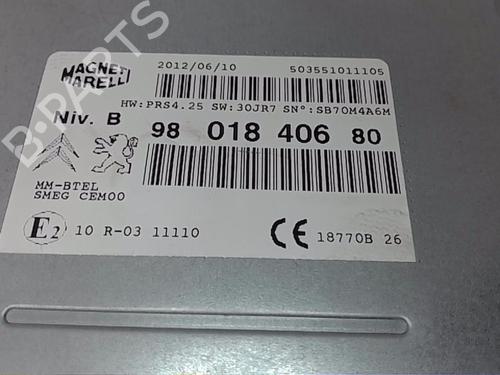 B-PARTS
MAGNETI MARELLI
2012/06/10 503551011105
HW:PRS4.25 SW:30JR7 SN°:SB70M4A6M
Niv. B 98 018 406 80
MM-BTEL
SMEG CEM00
E2 10 R-03 11110 CE 18770B 26